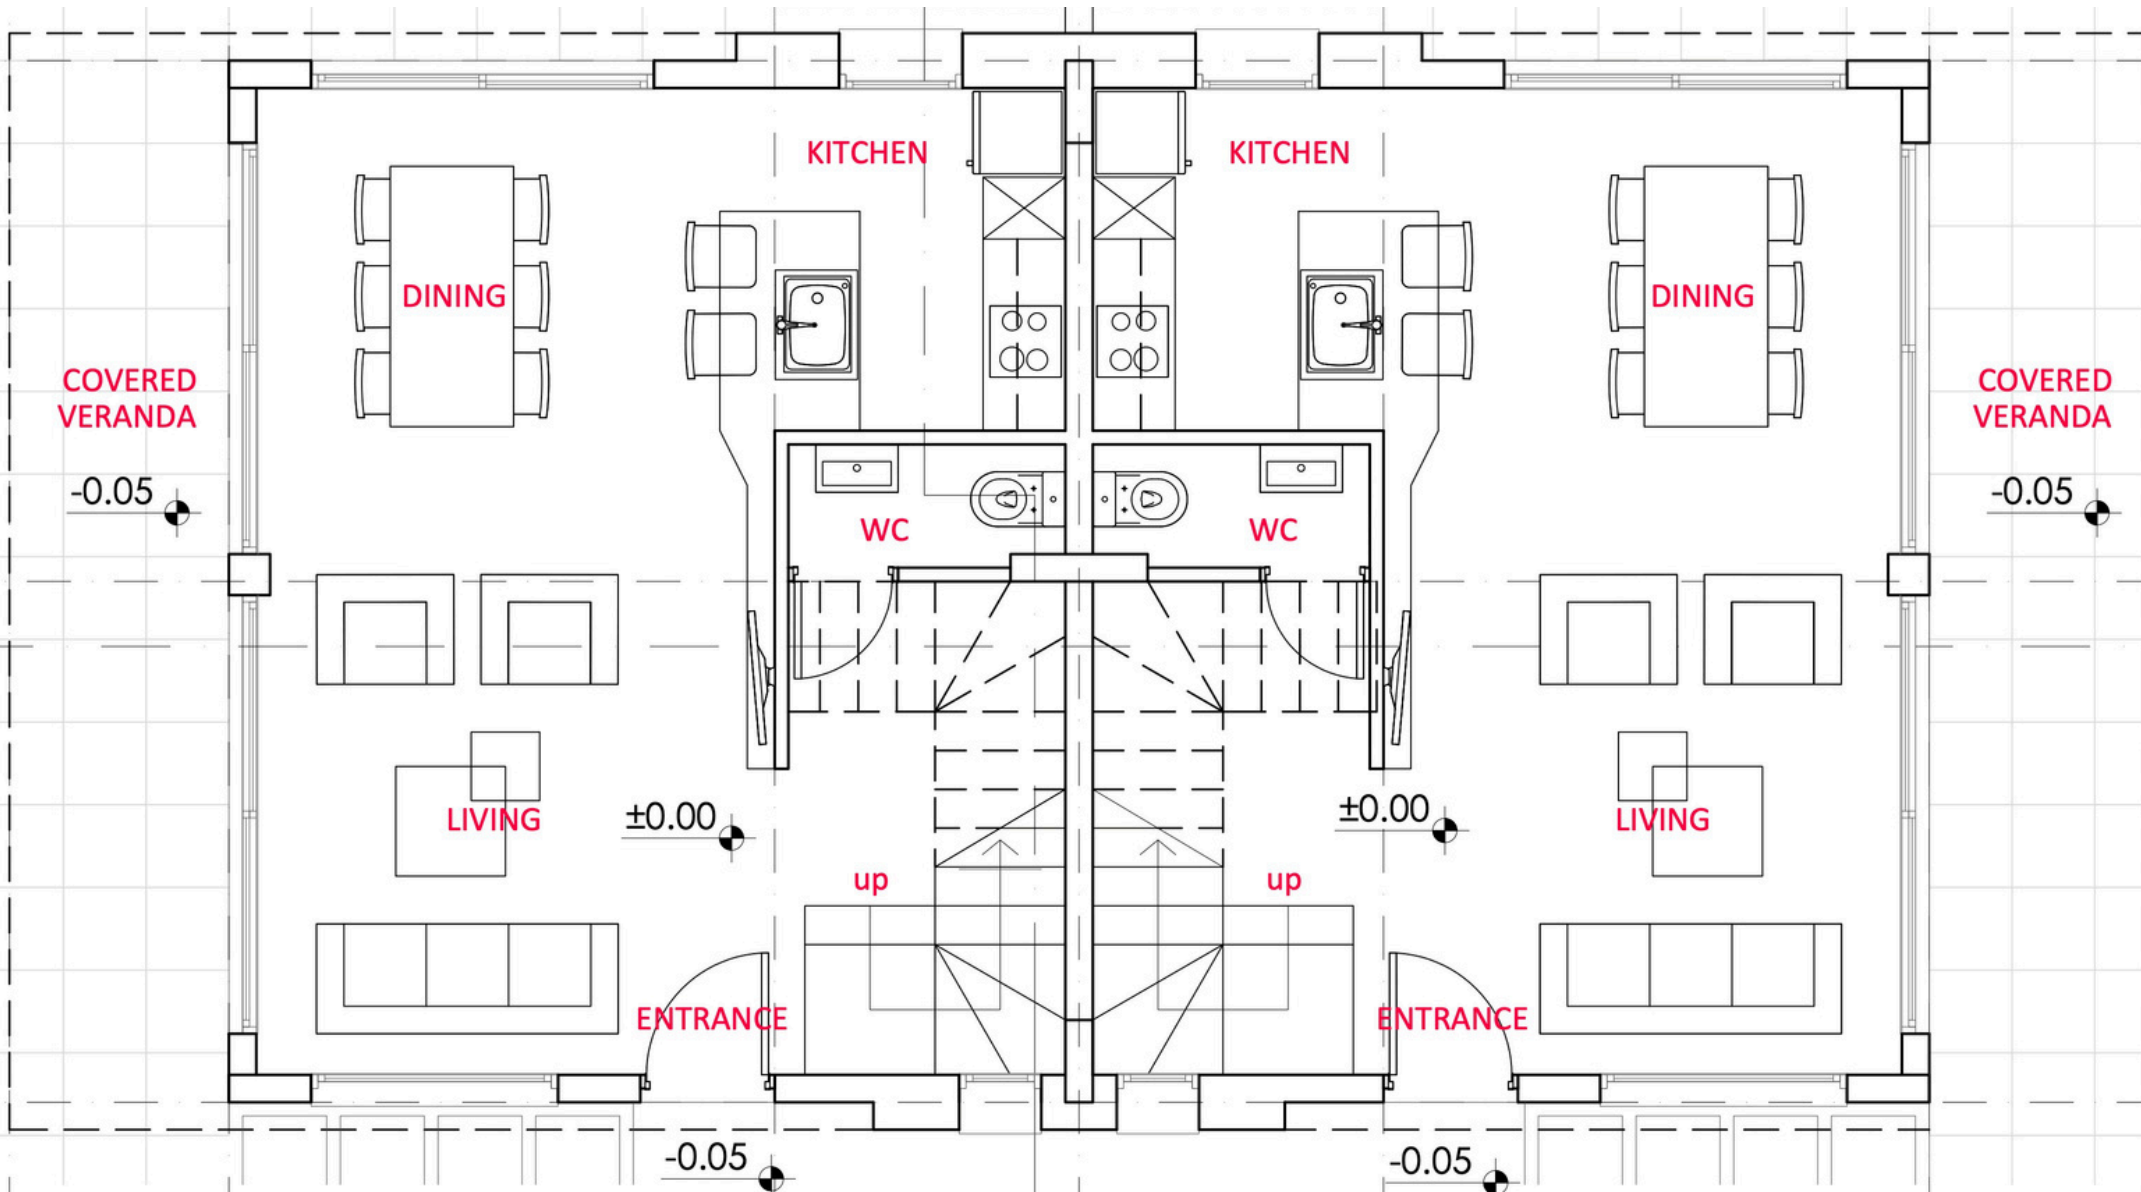 KITCHEN
KITCHEN
DINING
DINING
COVERED
VERANDA
COVERED
VERANDA
-0.05
-0.05
WC
WC
LIVING
±0.00
±0.00
LIVING
up
up
ENTRANCE
ENTRANCE
-0.05
-0.05